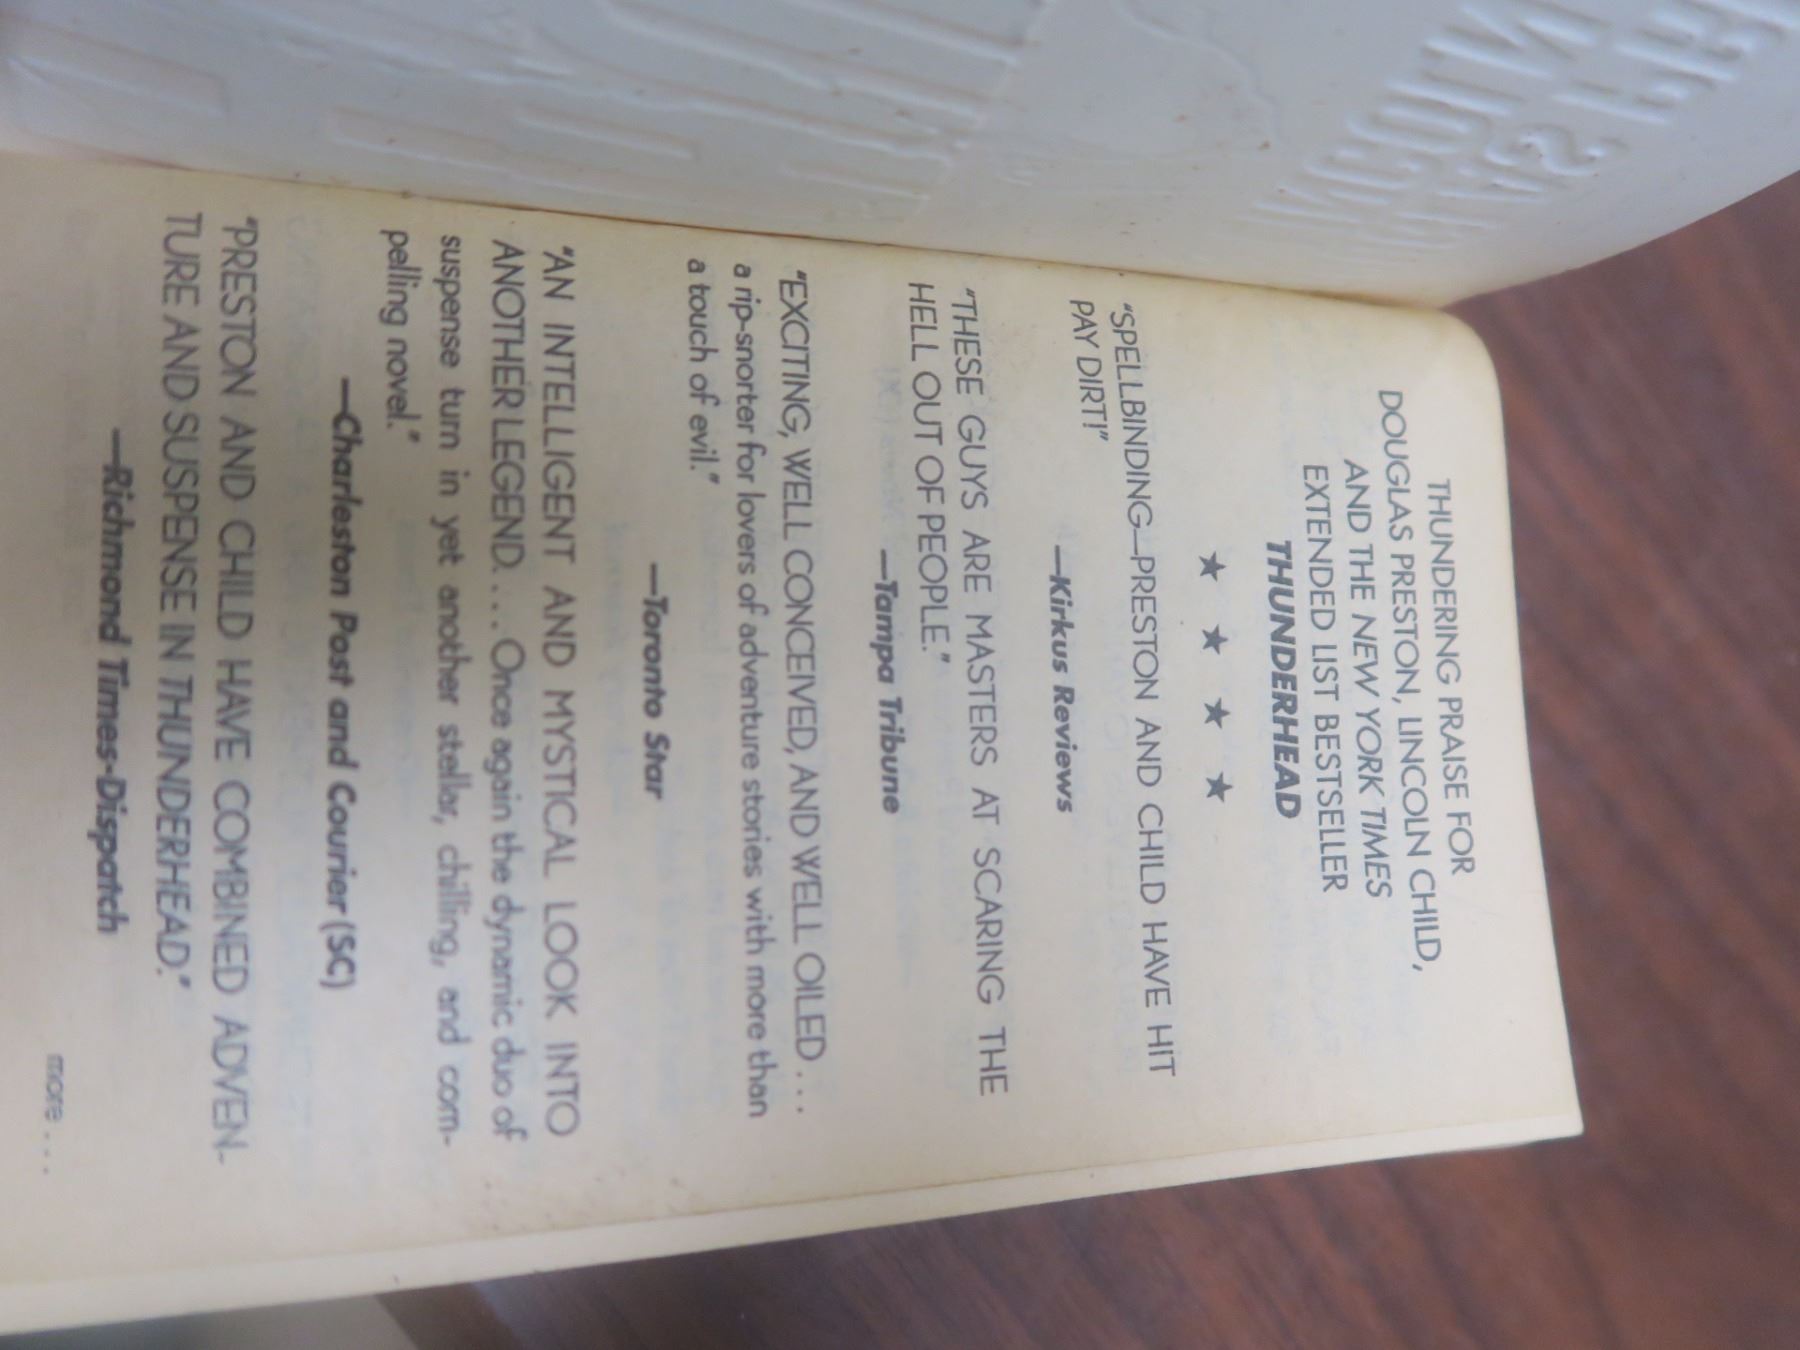 THUNDERING PRAISE FOR
DOUGLAS PRESTON, LINCOLN CHILD,
AND THE NEW YORK TIMES
EXTENDED LIST BESTSELLER
THUNDERHEAD
★ ★ ★ ★
"SPELLBINDING—PRESTON AND CHILD HAVE HIT
PAY DIRT!"
—Kirkus Reviews
"THESE GUYS ARE MASTERS AT SCARING THE
HELL OUT OF PEOPLE."
—Tampa Tribune
"EXCITING, WELL CONCEIVED, AND WELL OILED . . .
a rip-snorter for lovers of adventure stories with more than
a touch of evil."
—Toronto Star
"AN INTELLIGENT AND MYSTICAL LOOK INTO
ANOTHER LEGEND. . . . Once again the dynamic duo of
suspense turn in yet another stellar, chilling, and com-
pelling novel."
—Charleston Post and Courier (SC)
"PRESTON AND CHILD HAVE COMBINED ADVEN-
TURE AND SUSPENSE IN THUNDERHEAD."
—Richmond Times-Dispatch
more . . .